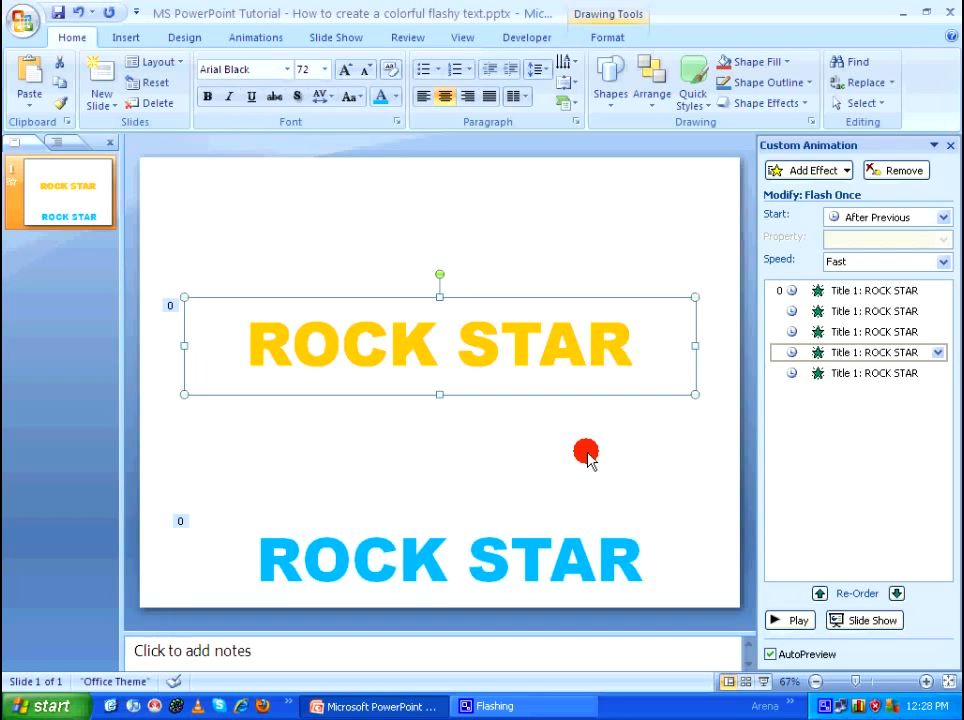 MS PowerPoint Tutorial - How to create a colorful flashy text.pptx - Mic...
Drawing Tools
Home Insert Design Animations Slide Show Review View Developer Format
Paste
Clipboard
New Slide
Layout
Reset
Delete
Slides
Arial Black 72
B I U abc S AV Aa A
Font
Paragraph
Shapes Arrange Quick Styles
Shape Fill
Shape Outline
Shape Effects
Drawing
Find
Replace
Select
Editing
1
ROCK STAR
ROCK STAR
0
ROCK STAR
0
ROCK STAR
Click to add notes
Custom Animation
Add Effect Remove
Modify: Flash Once
Start: After Previous
Property:
Speed: Fast
0 Title 1: ROCK STAR
Title 1: ROCK STAR
Title 1: ROCK STAR
Title 1: ROCK STAR
Title 1: ROCK STAR
Re-Order
Play Slide Show
AutoPreview
Slide 1 of 1 "Office Theme" 67%
start Microsoft PowerPoint ... Flashing Arena 12:28 PM